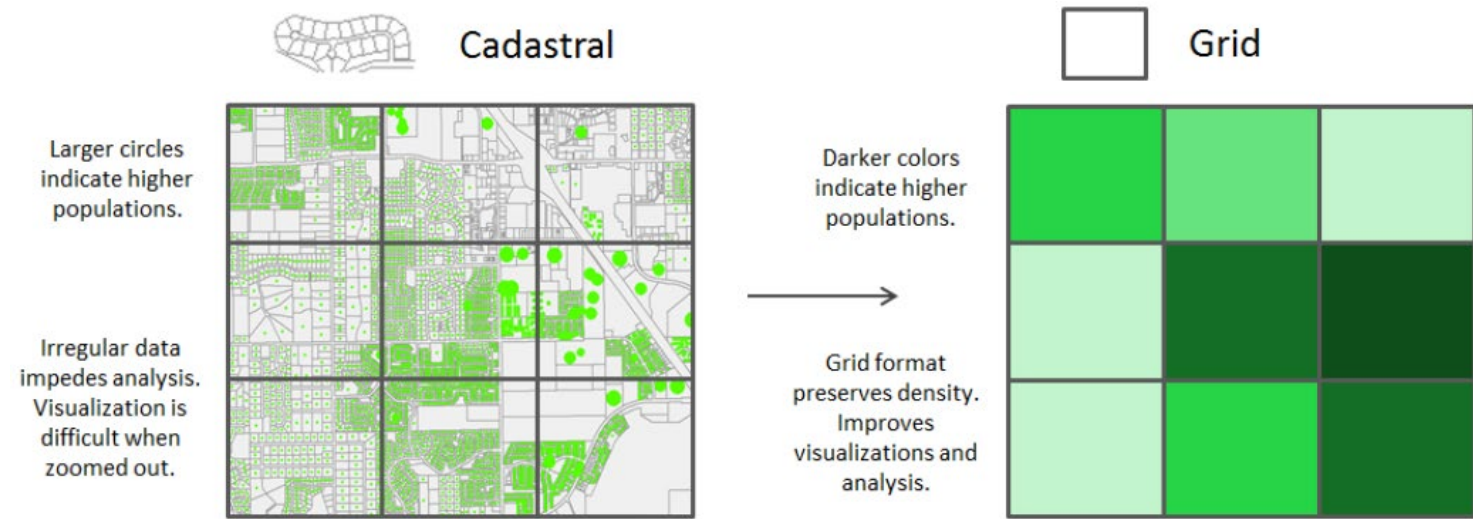 Cadastral
Larger circles
indicate higher
populations.
Irregular data
impedes analysis.
Visualization is
difficult when
zoomed out.
Grid
Darker colors
indicate higher
populations.
Grid format
preserves density.
Improves
visualizations and
analysis.